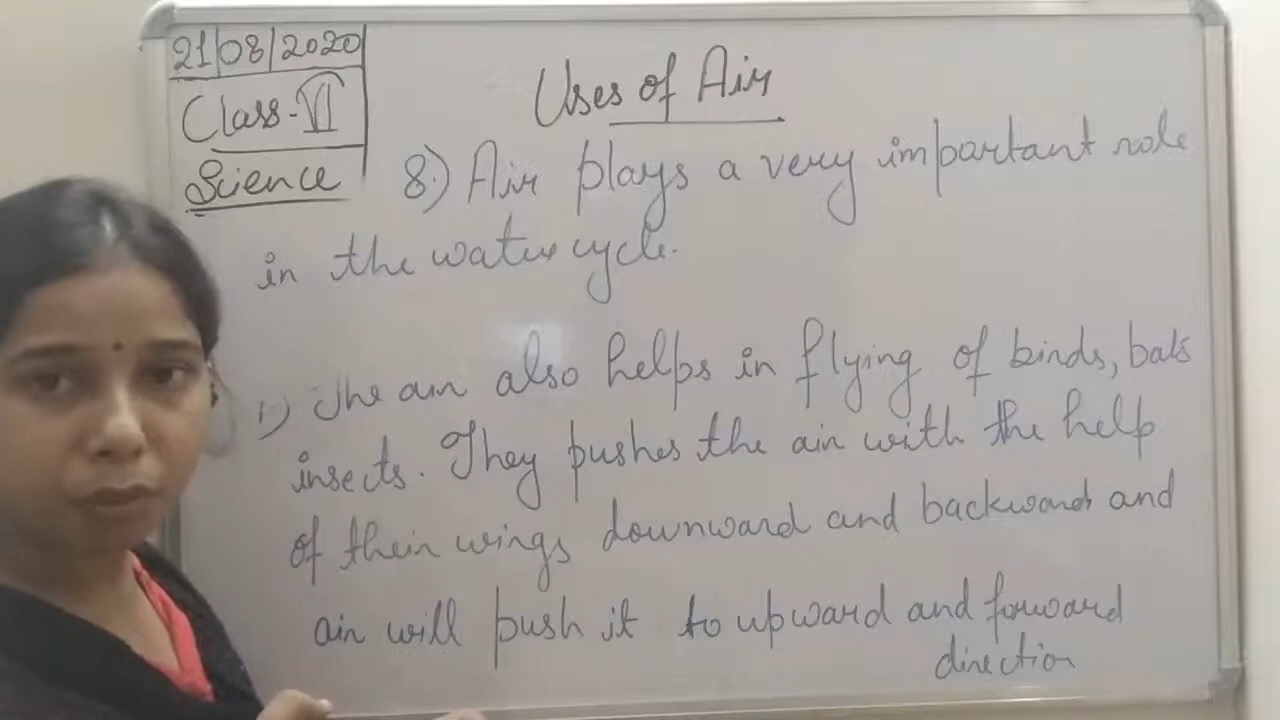 21/08/2020
Class-VI
Science
Uses of Air
8.) Air plays a very important role
in the water cycle.
1) The air also helps in flying of birds, bats
insects. They pushes the air with the help
of their wings downward and backward and
air will push it to upward and forward
direction